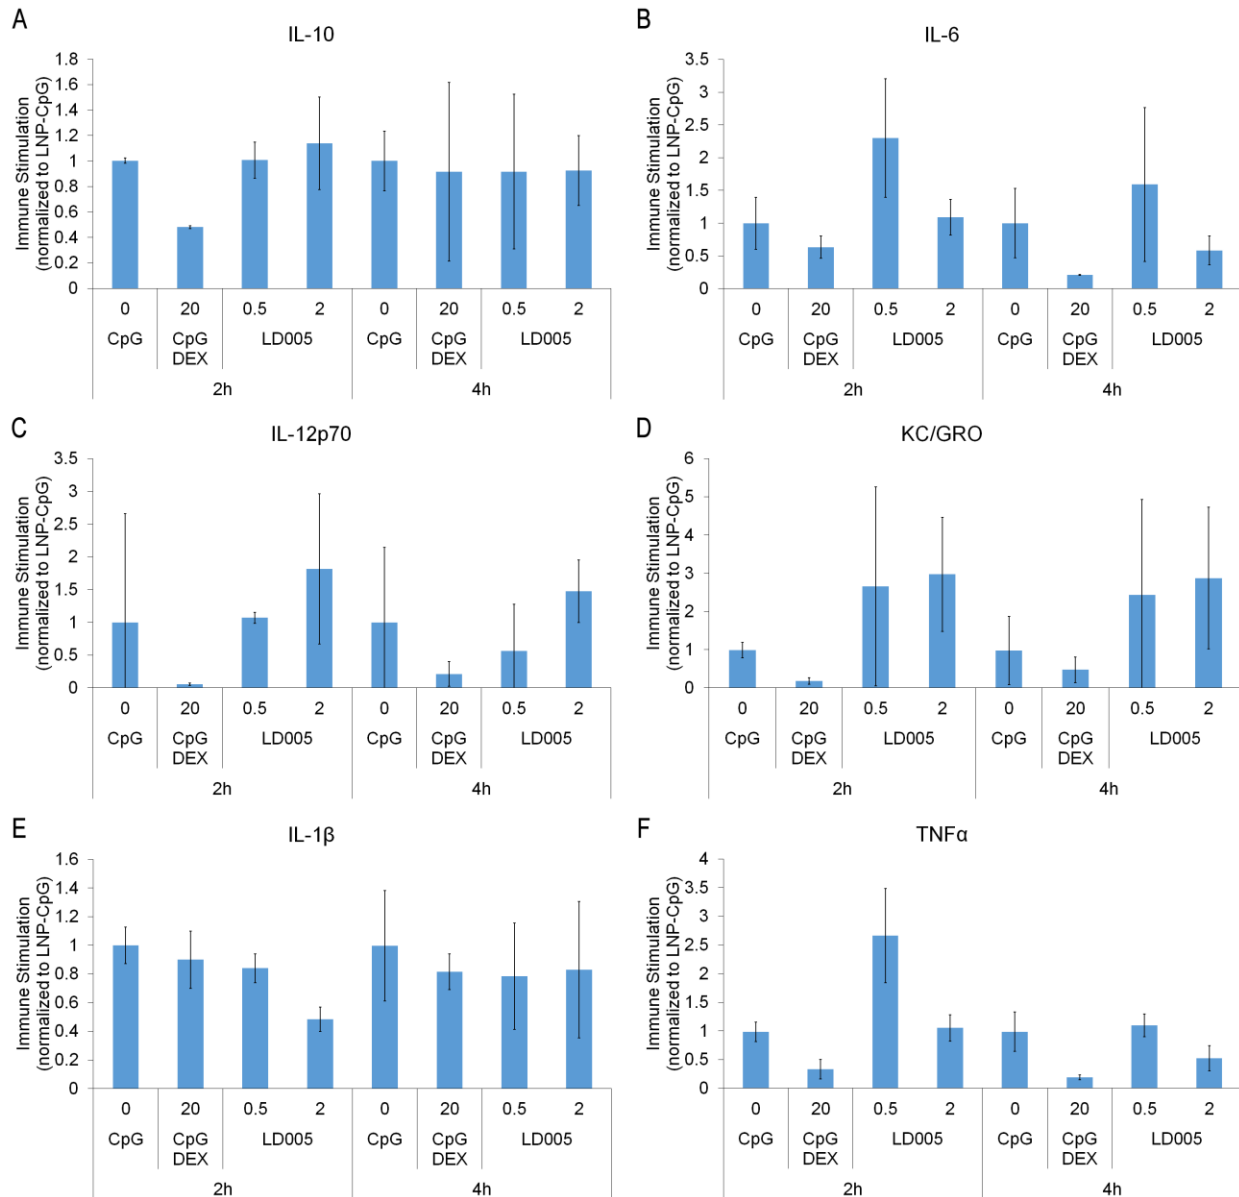 A
IL-10
Immune Stimulation
(normalized to LNP-CpG)
1.8
1.6
1.4
1.2
1
0.8
0.6
0.4
0.2
0
0 20 0.5 2 0 20 0.5 2
CpG CpG LD005 CpG CpG LD005
DEX DEX
2h 4h
B
IL-6
Immune Stimulation
(normalized to LNP-CpG)
3.5
3
2.5
2
1.5
1
0.5
0
0 20 0.5 2 0 20 0.5 2
CpG CpG LD005 CpG CpG LD005
DEX DEX
2h 4h
C
IL-12p70
Immune Stimulation
(normalized to LNP-CpG)
3.5
3
2.5
2
1.5
1
0.5
0
0 20 0.5 2 0 20 0.5 2
CpG CpG LD005 CpG CpG LD005
DEX DEX
2h 4h
D
KC/GRO
Immune Stimulation
(normalized to LNP-CpG)
6
5
4
3
2
1
0
0 20 0.5 2 0 20 0.5 2
CpG CpG LD005 CpG CpG LD005
DEX DEX
2h 4h
E
IL-1β
Immune Stimulation
(normalized to LNP-CpG)
1.6
1.4
1.2
1
0.8
0.6
0.4
0.2
0
0 20 0.5 2 0 20 0.5 2
CpG CpG LD005 CpG CpG LD005
DEX DEX
2h 4h
F
TNFα
Immune Stimulation
(normalized to LNP-CpG)
4
3.5
3
2.5
2
1.5
1
0.5
0
0 20 0.5 2 0 20 0.5 2
CpG CpG LD005 CpG CpG LD005
DEX DEX
2h 4h